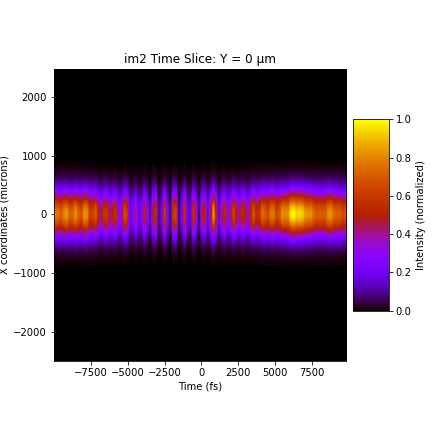 im2 Time Slice: Y = 0 µm
X coordinates (microns)
2000
1000
0
−1000
−2000
−7500 −5000 −2500 0 2500 5000 7500
Time (fs)
1.0
0.8
0.6
0.4
0.2
0.0
Intensity (normalized)